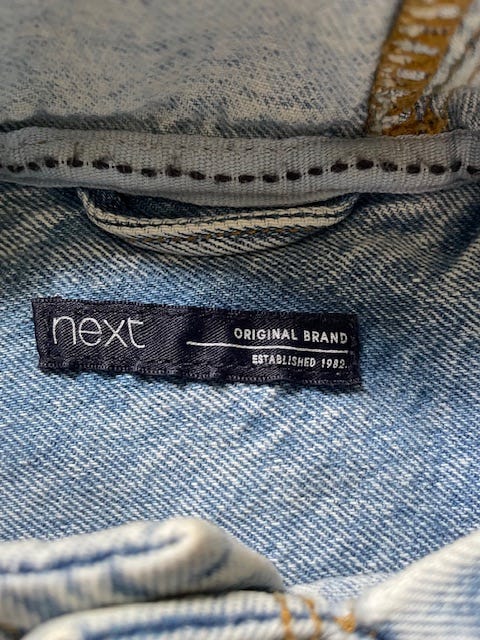 next
ORIGINAL BRAND
ESTABLISHED 1982.